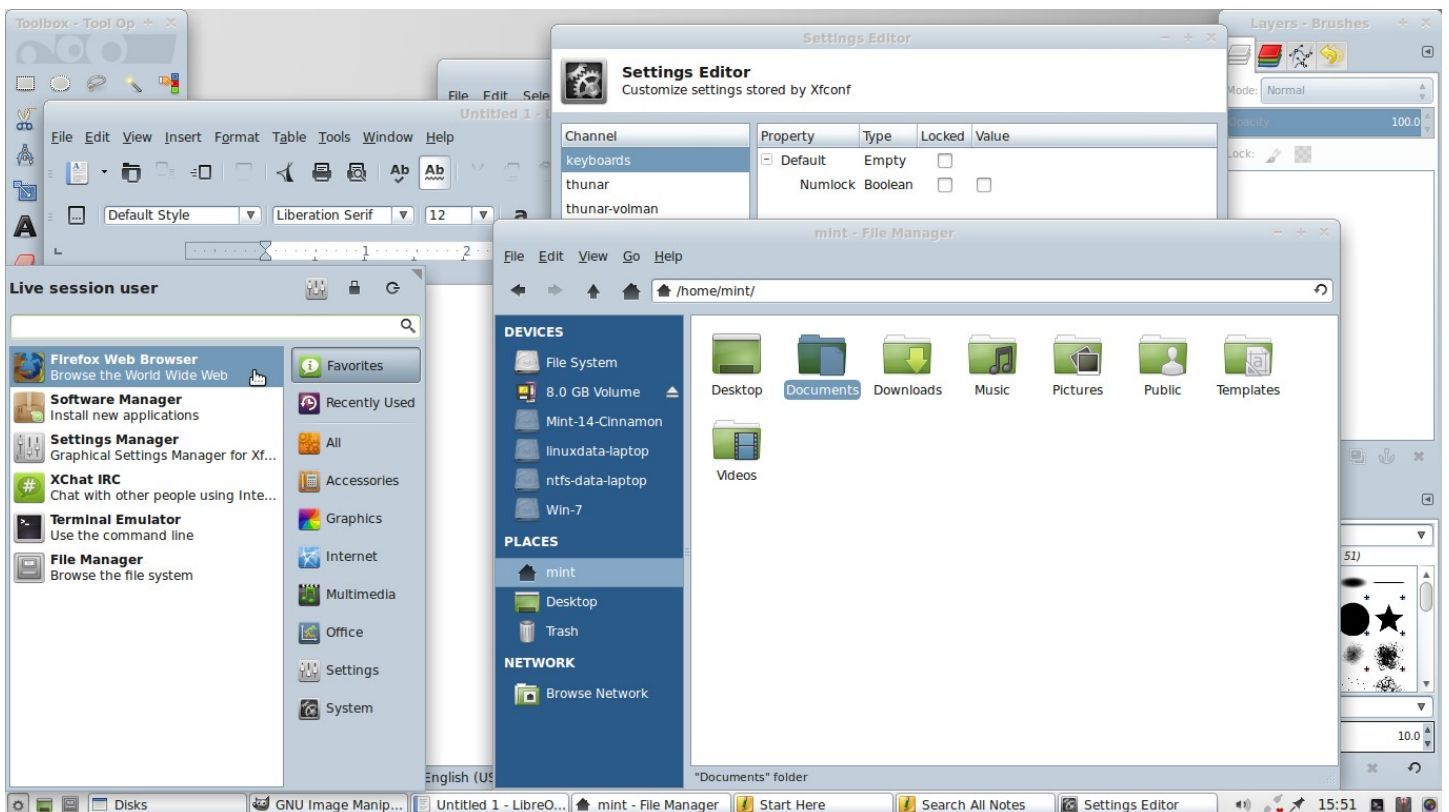 Toolbox - Tool Op
Settings Editor
Layers - Brushes
Settings Editor
Customize settings stored by Xfconf
File Edit Sele
Mode: Normal
Opacity 100.0
Lock:
Untitled 1 - L
File Edit View Insert Format Table Tools Window Help
Channel
Property Type Locked Value
keyboards
Default Empty
thunar
Numlock Boolean
thunar-volman
Default Style Liberation Serif 12 a
1 2
mint - File Manager
File Edit View Go Help
/home/mint/
Live session user
Firefox Web Browser
Browse the World Wide Web
Software Manager
Install new applications
Settings Manager
Graphical Settings Manager for Xf...
XChat IRC
Chat with other people using Inte...
Terminal Emulator
Use the command line
File Manager
Browse the file system
Favorites
Recently Used
All
Accessories
Graphics
Internet
Multimedia
Office
Settings
System
DEVICES
File System
8.0 GB Volume
Mint-14-Cinnamon
linuxdata-laptop
ntfs-data-laptop
Win-7
PLACES
mint
Desktop
Trash
NETWORK
Browse Network
Desktop Documents Downloads Music Pictures Public Templates
Videos
51)
10.0
English (US
"Documents" folder
Disks GNU Image Manip... Untitled 1 - LibreO... mint - File Manager Start Here Search All Notes Settings Editor 15:51